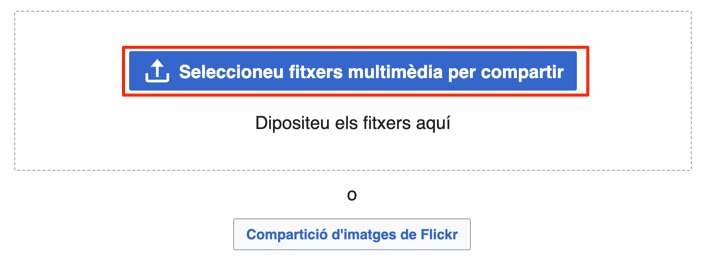 Seleccioneu fitxers multimèdia per compartir
Dipositeu els fitxers aquí
o
Compartició d'imatges de Flickr